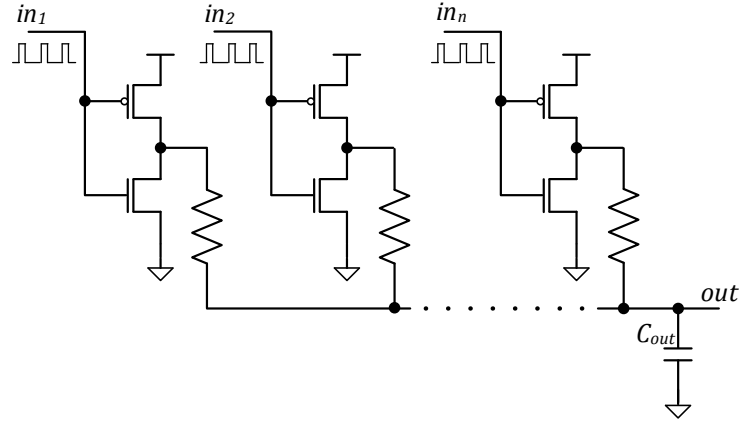 in₁
in₂
inₙ
out
Cₒᵤₜ